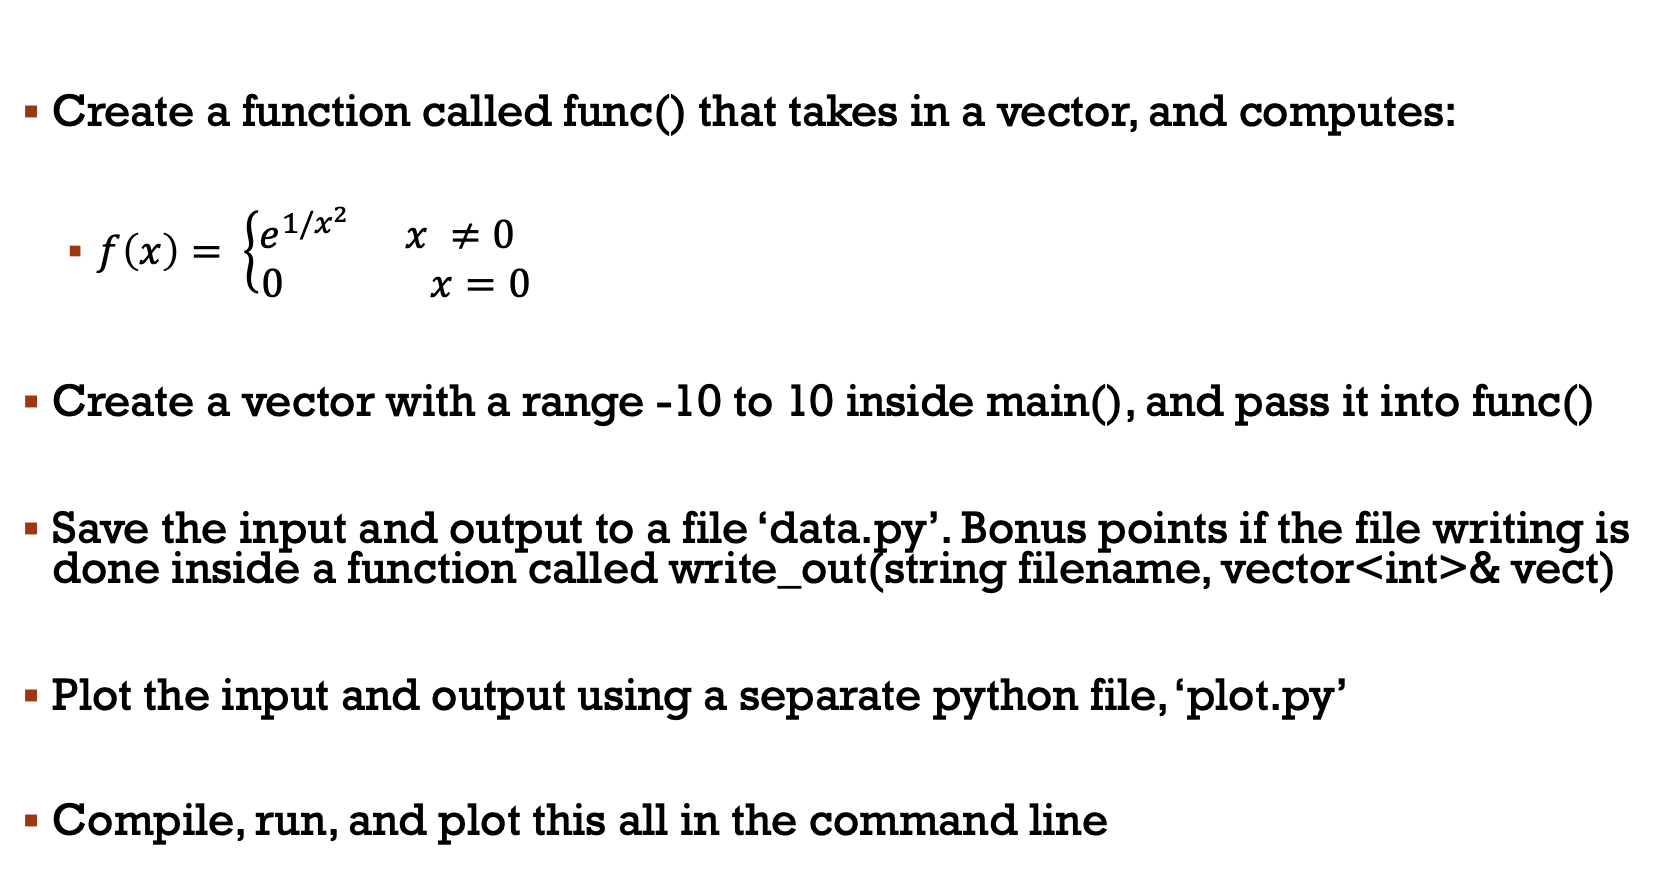 Create a function called func() that takes in a vector, and computes:
f(x) = {e^{1/x^2} x ≠ 0
0 x = 0
Create a vector with a range -10 to 10 inside main(), and pass it into func()
Save the input and output to a file ‘data.py’. Bonus points if the file writing is
done inside a function called write_out(string filename, vector<int>& vect)
Plot the input and output using a separate python file, ‘plot.py’
Compile, run, and plot this all in the command line